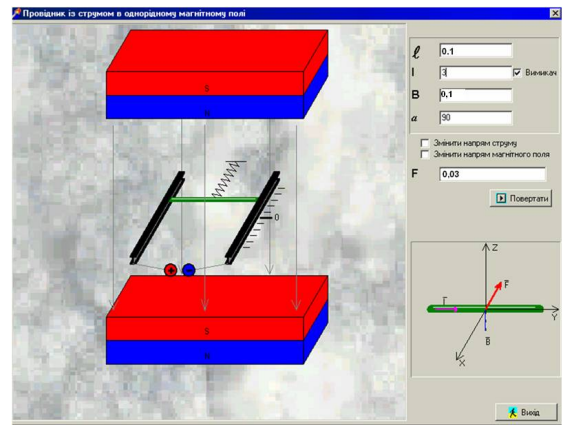 Провідник із струмом в однорідному магнітному полі
ℓ 0.1
I 3 Вимикач
B 0,1
a 90
Змінити напрям струму
Змінити напрям магнітного поля
F 0,03
Повертати
S
0
+ -
S
Z
F
I
Y
B
X
Вихід